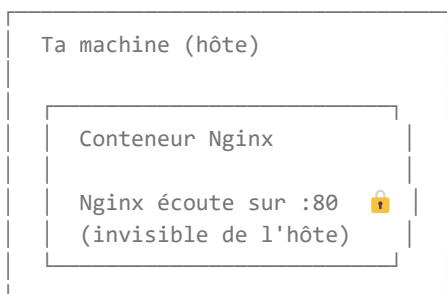 Ta machine (hôte)
Conteneur Nginx
Nginx écoute sur :80 🔒
(invisible de l'hôte)